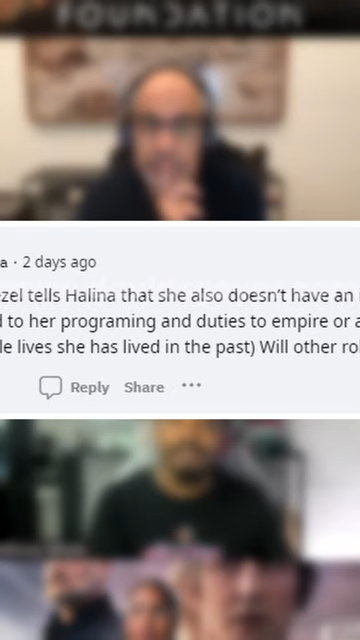 FOUNDATION
a · 2 days ago
zel tells Halina that she also doesn't have an
d to her programing and duties to empire or a
le lives she has lived in the past) Will other ro
Reply Share •••